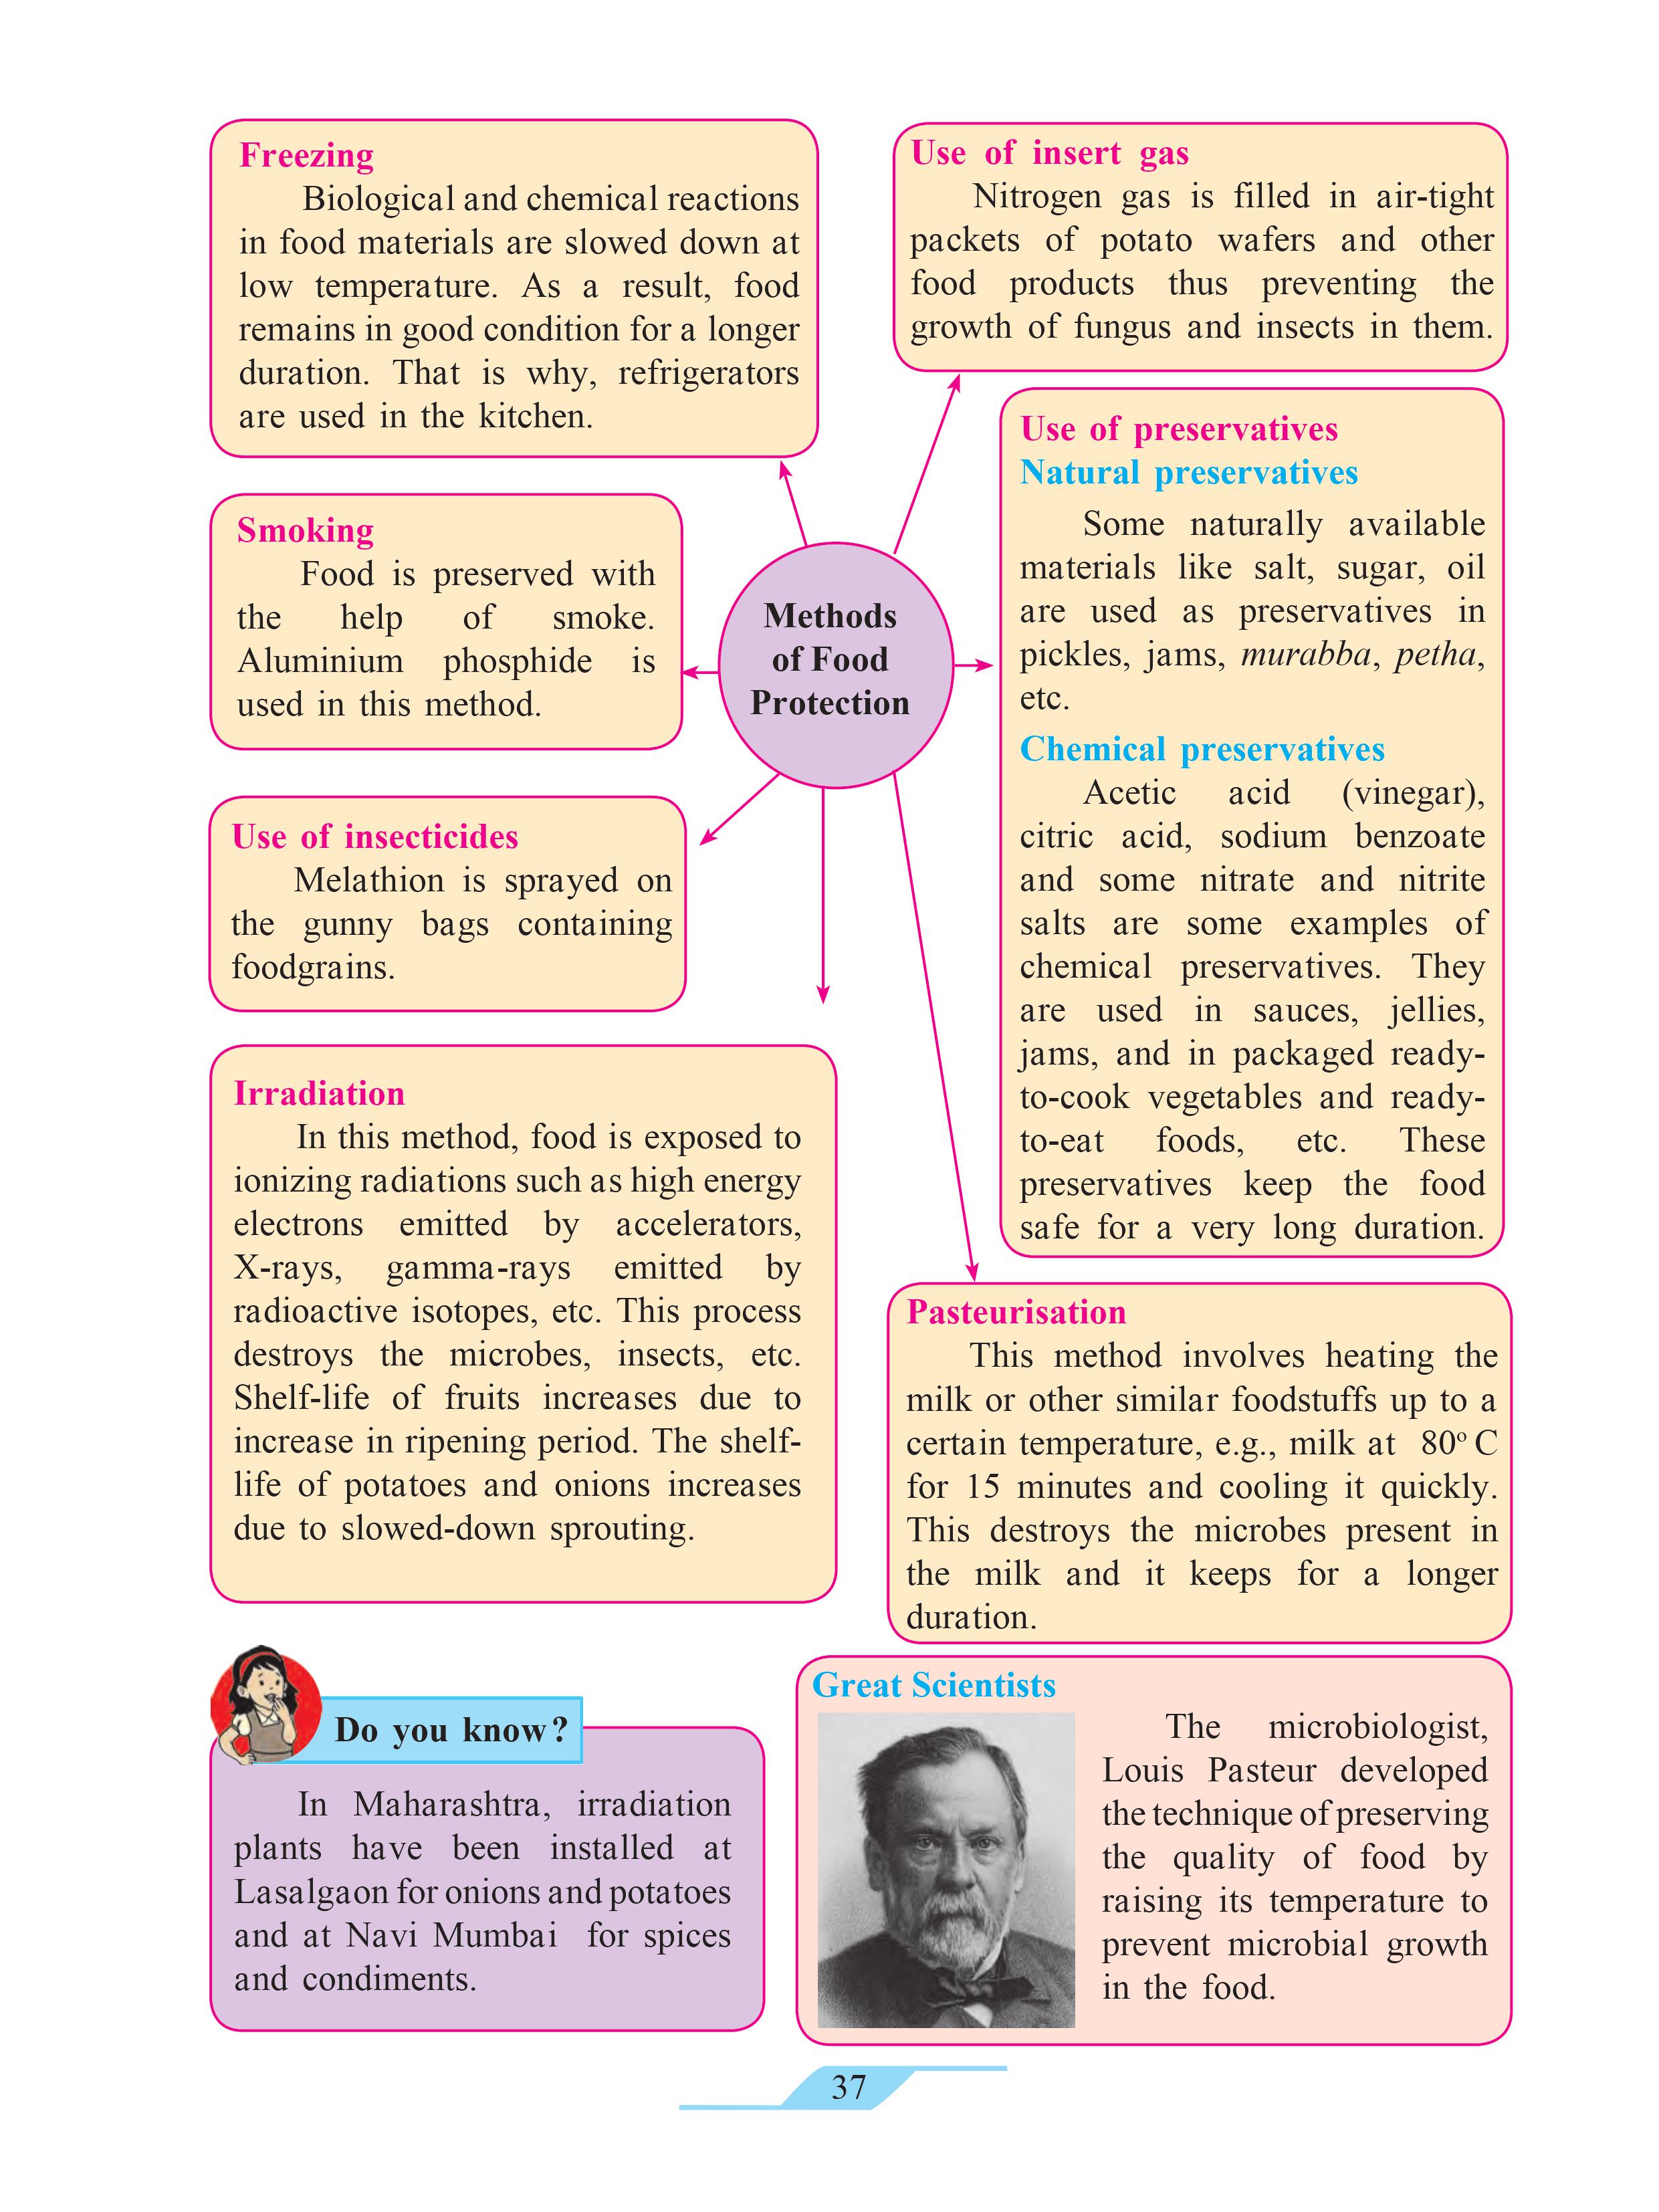 Freezing
Biological and chemical reactions
in food materials are slowed down at
low temperature. As a result, food
remains in good condition for a longer
duration. That is why, refrigerators
are used in the kitchen.
Use of insert gas
Nitrogen gas is filled in air-tight
packets of potato wafers and other
food products thus preventing the
growth of fungus and insects in them.
Smoking
Food is preserved with
the help of smoke.
Aluminium phosphide is
used in this method.
Methods
of Food
Protection
Use of preservatives
Natural preservatives
Some naturally available
materials like salt, sugar, oil
are used as preservatives in
pickles, jams, murabba, petha,
etc.
Chemical preservatives
Acetic acid (vinegar),
citric acid, sodium benzoate
and some nitrate and nitrite
salts are some examples of
chemical preservatives. They
are used in sauces, jellies,
jams, and in packaged ready-
to-cook vegetables and ready-
to-eat foods, etc. These
preservatives keep the food
safe for a very long duration.
Use of insecticides
Melathion is sprayed on
the gunny bags containing
foodgrains.
Irradiation
In this method, food is exposed to
ionizing radiations such as high energy
electrons emitted by accelerators,
X-rays, gamma-rays emitted by
radioactive isotopes, etc. This process
destroys the microbes, insects, etc.
Shelf-life of fruits increases due to
increase in ripening period. The shelf-
life of potatoes and onions increases
due to slowed-down sprouting.
Pasteurisation
This method involves heating the
milk or other similar foodstuffs up to a
certain temperature, e.g., milk at 80º C
for 15 minutes and cooling it quickly.
This destroys the microbes present in
the milk and it keeps for a longer
duration.
Do you know?
In Maharashtra, irradiation
plants have been installed at
Lasalgaon for onions and potatoes
and at Navi Mumbai for spices
and condiments.
Great Scientists
The microbiologist,
Louis Pasteur developed
the technique of preserving
the quality of food by
raising its temperature to
prevent microbial growth
in the food.
37